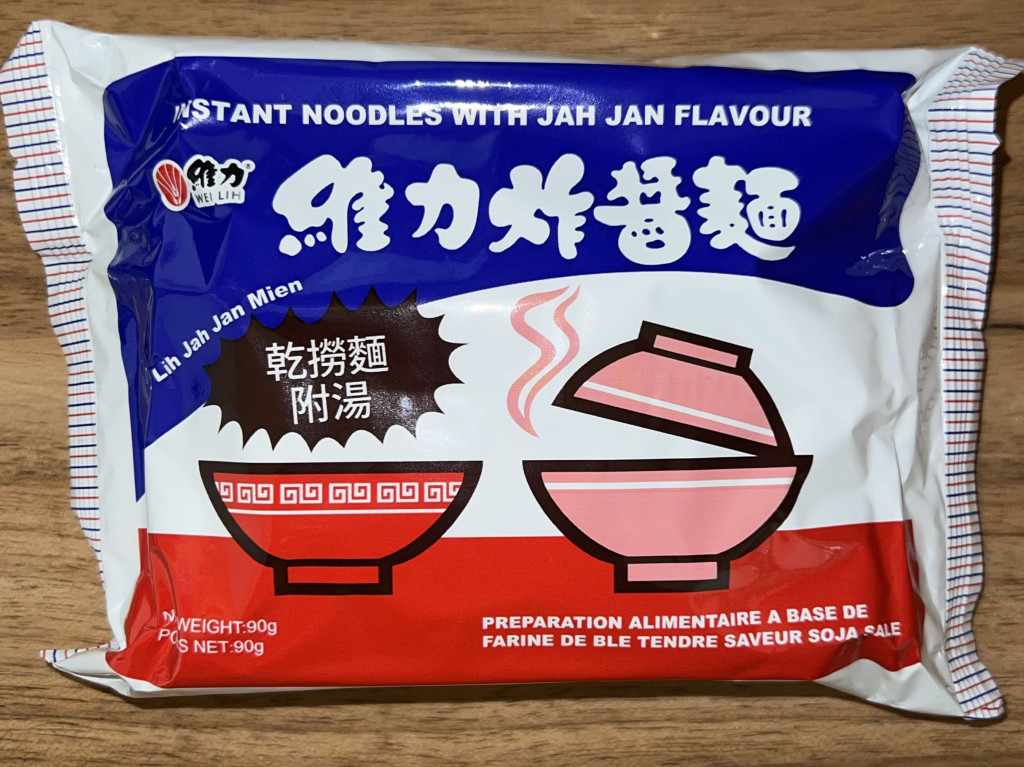 INSTANT NOODLES WITH JAH JAN FLAVOUR
維力
WEI LIH
維力炸醬麵
Lih Jah Jan Mien
乾撈麵
附湯
WEIGHT:90g
NET:90g
PREPARATION ALIMENTAIRE A BASE DE
FARINE DE BLE TENDRE SAVEUR SOJA SALE